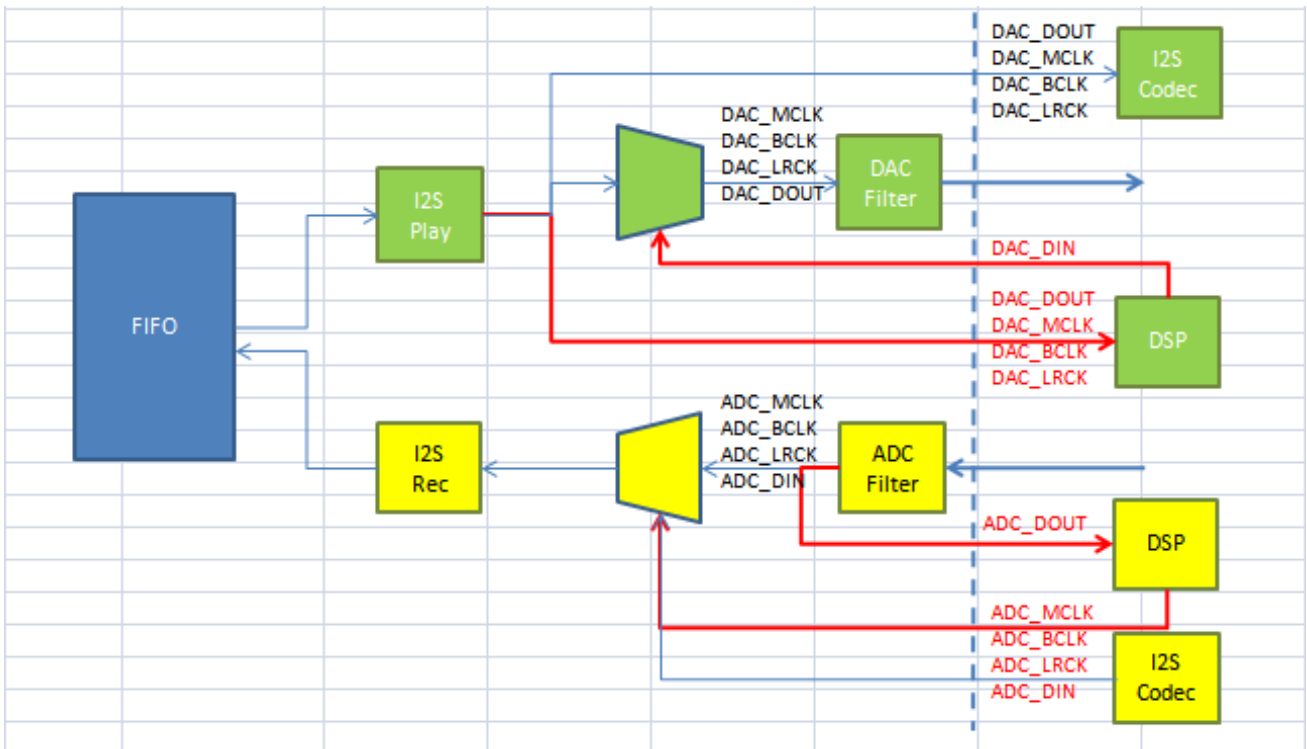 DAC_DOUT
DAC_MCLK
DAC_BCLK
DAC_LRCK
I2S
Codec
DAC_MCLK
DAC_BCLK
DAC_LRCK
DAC_DOUT
DAC
Filter
I2S
Play
FIFO
DAC_DIN
DAC_DOUT
DAC_MCLK
DAC_BCLK
DAC_LRCK
DSP
ADC_MCLK
ADC_BCLK
ADC_LRCK
ADC_DIN
I2S
Rec
ADC
Filter
ADC_DOUT
DSP
ADC_MCLK
ADC_BCLK
ADC_LRCK
ADC_DIN
I2S
Codec